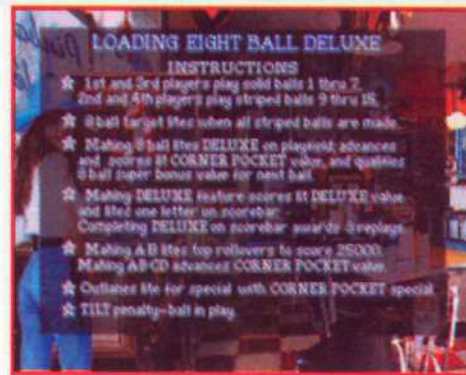 LOADING EIGHT BALL DELUXE
INSTRUCTIONS
1st and 3rd players play solid balls 1 thru 7,
2nd and 4th players play striped balls 9 thru 15.
8 ball target lites when all striped balls are made.
Making 8 ball lites DELUXE on playfield, advances
and scores lit CORNER POCKET value, and qualifies
8 ball super bonus value for next ball
Making DELUXE feature scores lit DELUXE value
and lites one letter on scorebar.
Completing DELUXE on scorebar awards 3 replays
Making A-B lites top rollovers to score 25000.
Making AB-CD advances CORNER POCKET value
Outlanes lite for special with CORNER POCKET special.
TILT penalty-ball in play.